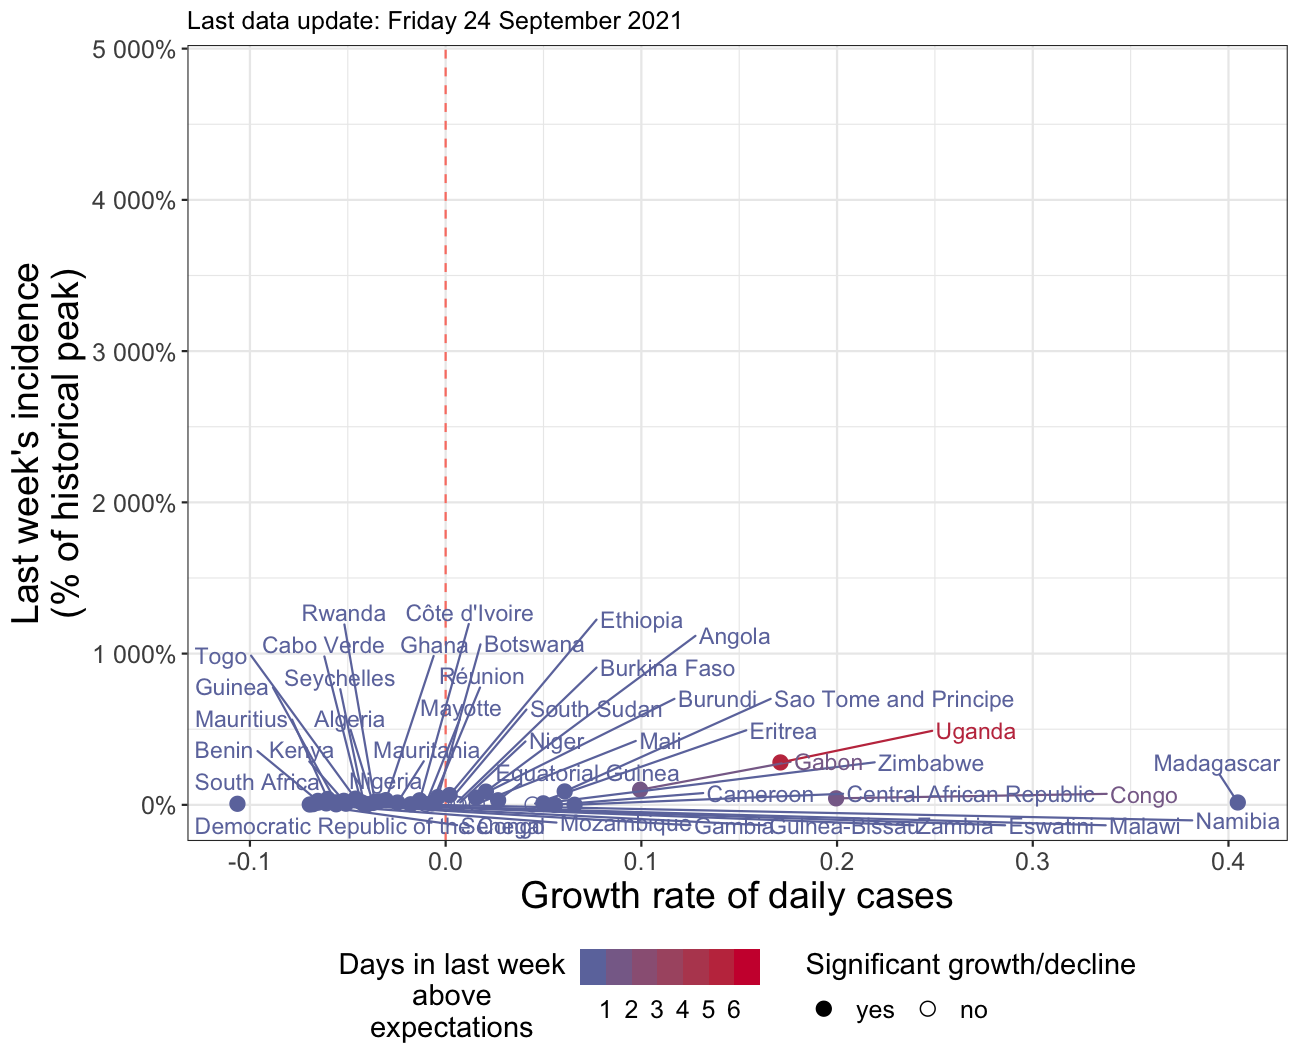 Last data update: Friday 24 September 2021
5 000%
4 000%
3 000%
2 000%
1 000%
0%
Last week's incidence
(% of historical peak)
Rwanda
Côte d'Ivoire
Ethiopia
Angola
Cabo Verde
Ghana
Botswana
Togo
Burkina Faso
Seychelles
Réunion
Guinea
Burundi
Sao Tome and Principe
Mayotte
South Sudan
Mauritius
Algeria
Eritrea
Uganda
Niger
Mali
Benin
Kenya
Mauritania
Gabon
Zimbabwe
Madagascar
Equatorial Guinea
South Africa
Nigeria
Cameroon
Central African Republic
Congo
Namibia
Democratic Republic of the Congo
Senegal
Mozambique
Gambia
Guinea-Bissau
Zambia
Eswatini
Malawi
-0.1
0.0
0.1
0.2
0.3
0.4
Growth rate of daily cases
Days in last week
above
expectations
1 2 3 4 5 6
Significant growth/decline
yes
no